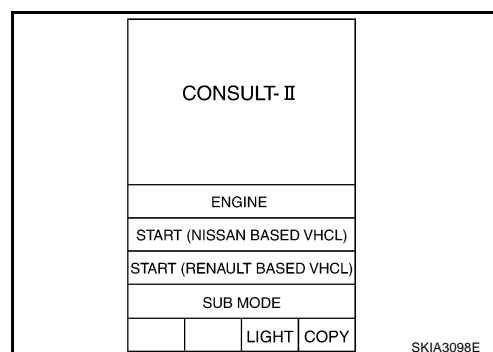 CONSULT-Ⅱ
ENGINE
START (NISSAN BASED VHCL)
START (RENAULT BASED VHCL)
SUB MODE
LIGHT COPY
SKIA3098E